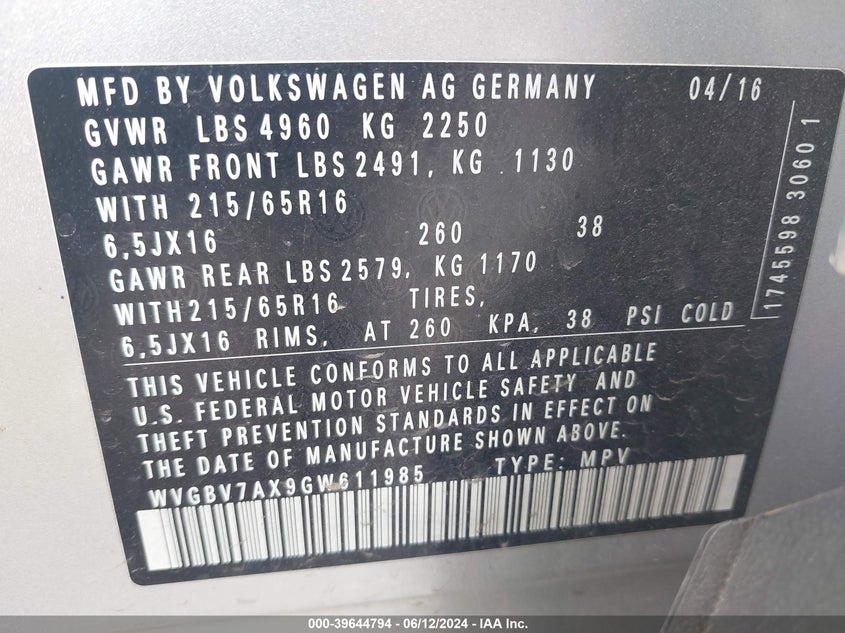 MFD BY VOLKSWAGEN AG GERMANY 04/16
GVWR LBS 4960 KG 2250
GAWR FRONT LBS 2491, KG . 1130
WITH 215/65R16
6,5JX16 260 38
GAWR REAR LBS 2579, KG 1170
WITH 215/65R16 TIRES,
6,5JX16 RIMS, AT 260 KPA, 38 PSI COLD
THIS VEHICLE CONFORMS TO ALL APPLICABLE
U.S. FEDERAL MOTOR VEHICLE SAFETY AND
THEFT PREVENTION STANDARDS IN EFFECT ON
THE DATE OF MANUFACTURE SHOWN ABOVE.
WVGBV7AX9GW611985 TYPE: MPV
1745598 3060 1
000-39644794 - 06/12/2024 - IAA Inc.